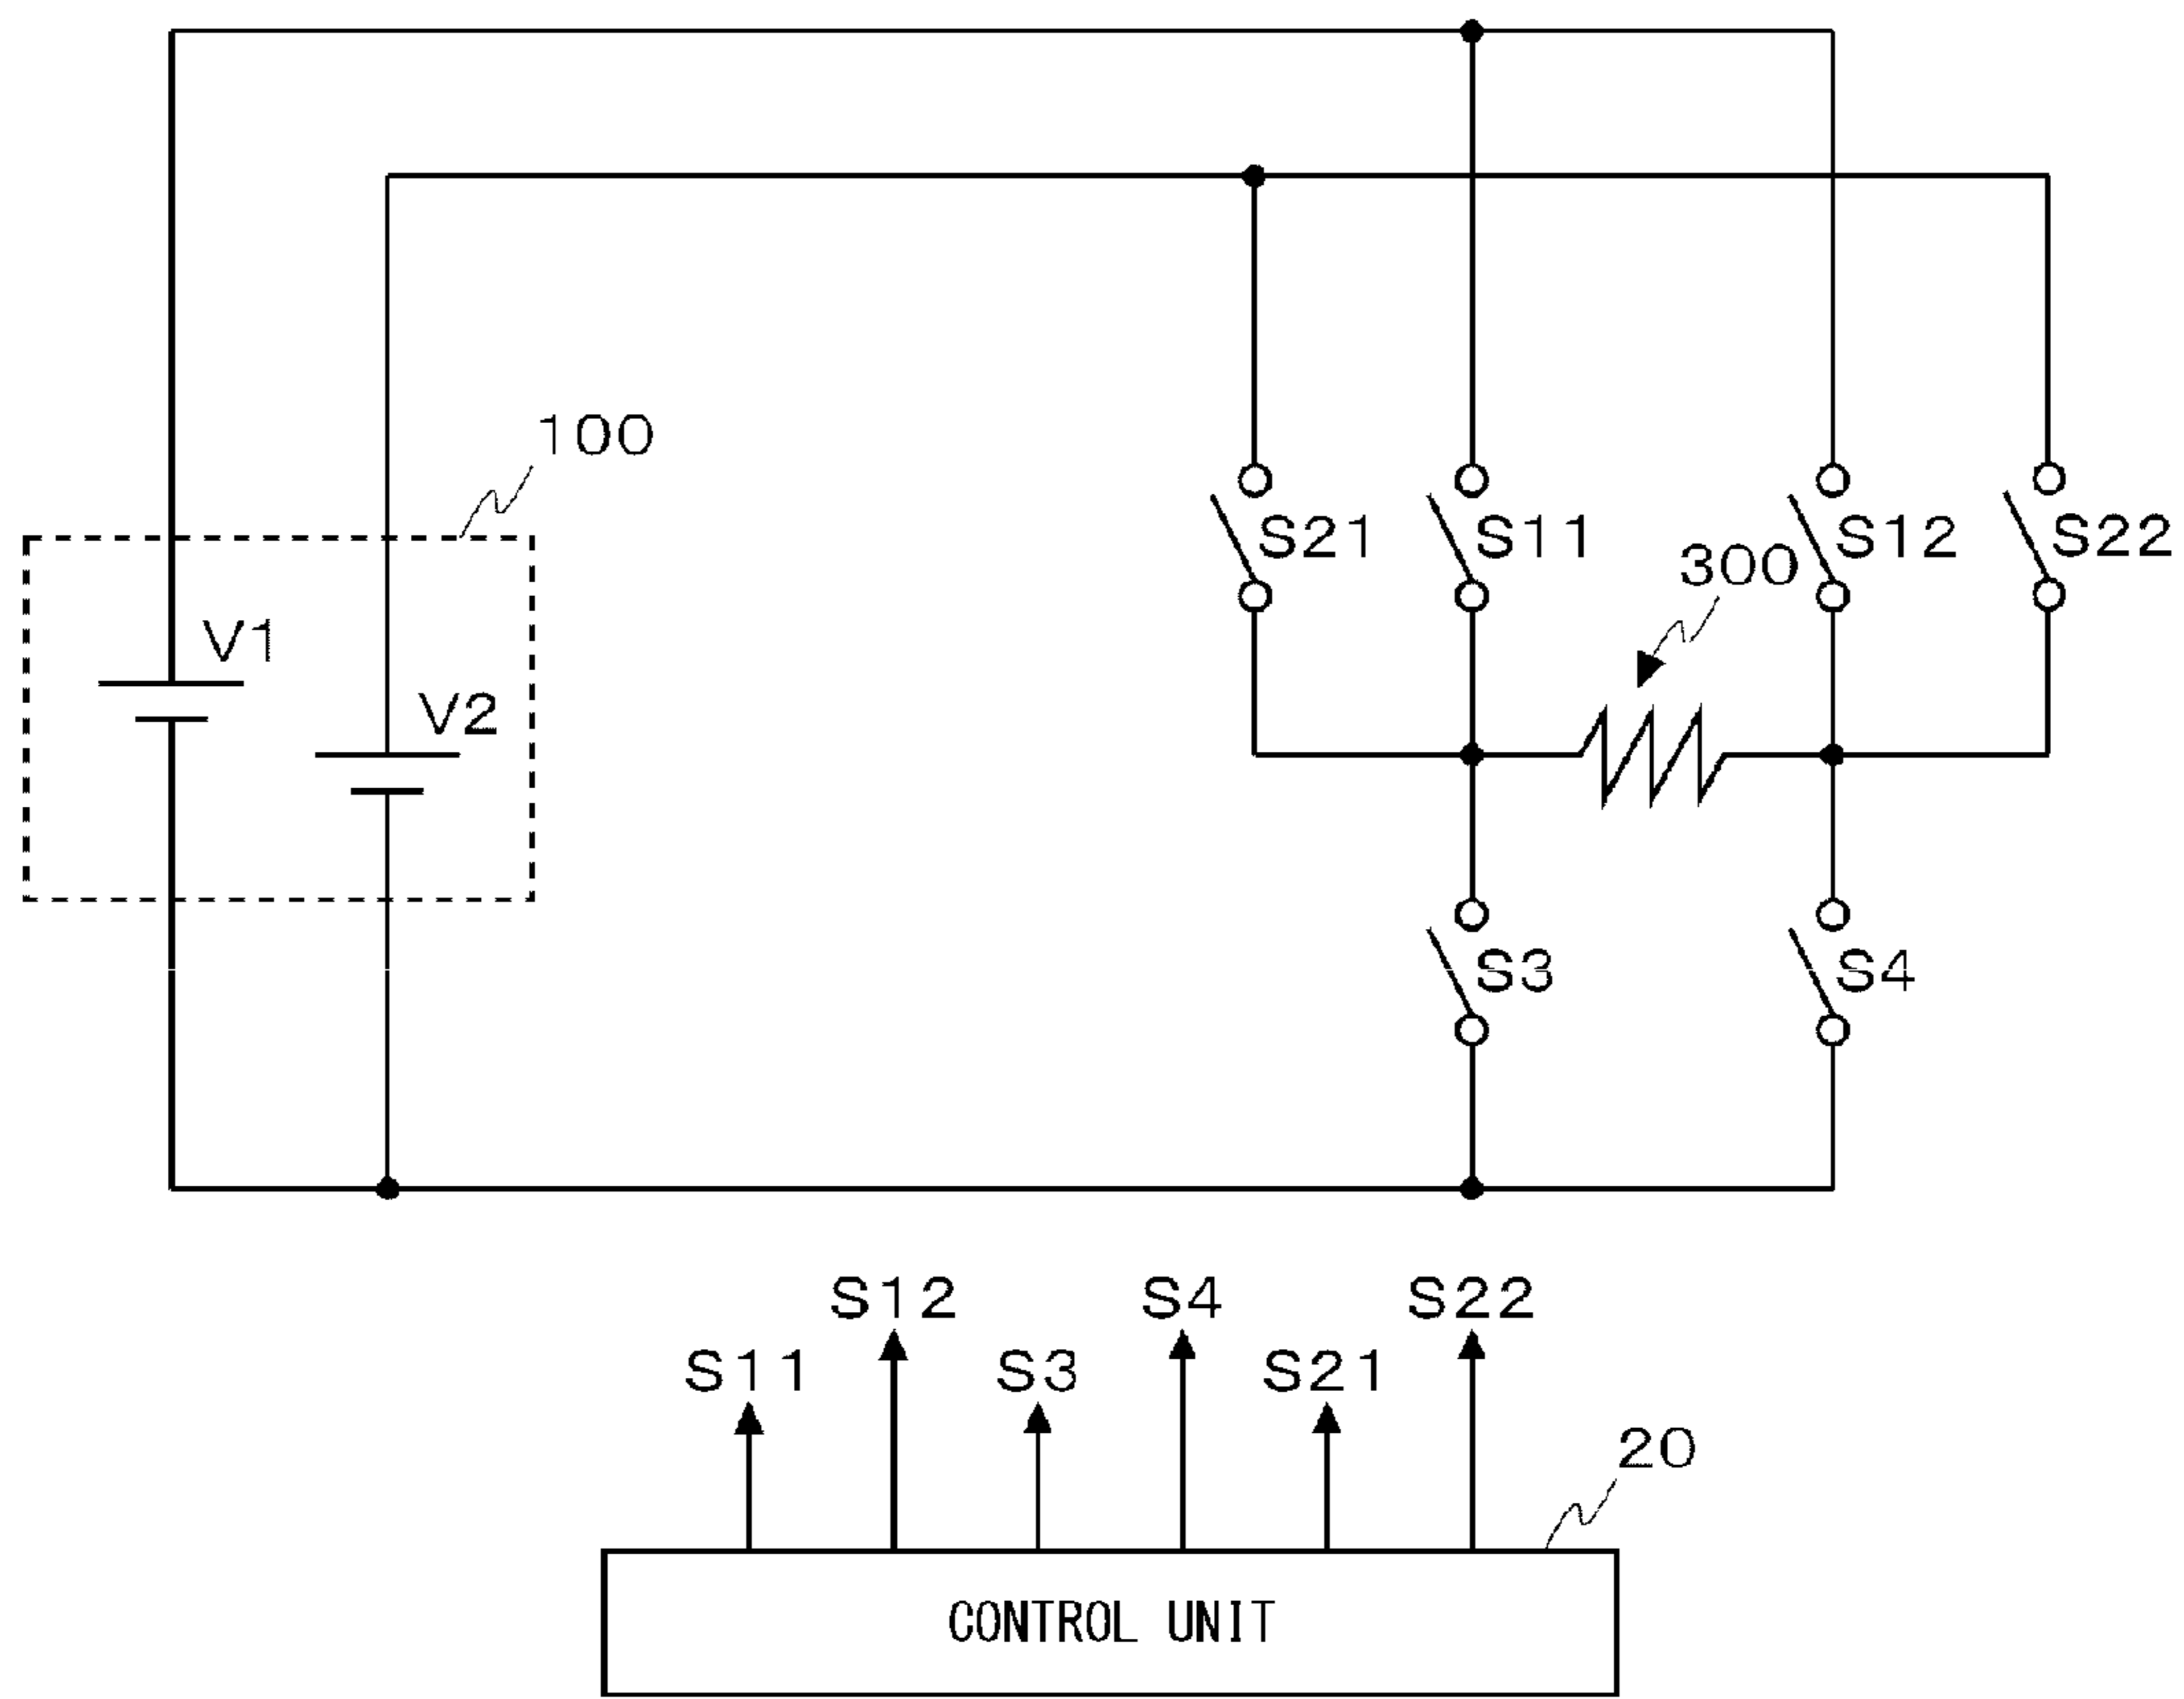 100
S21 S11 S12 S22
300
V1
V2
S3 S4
S12 S4 S22
S11 S3 S21
20
CONTROL UNIT